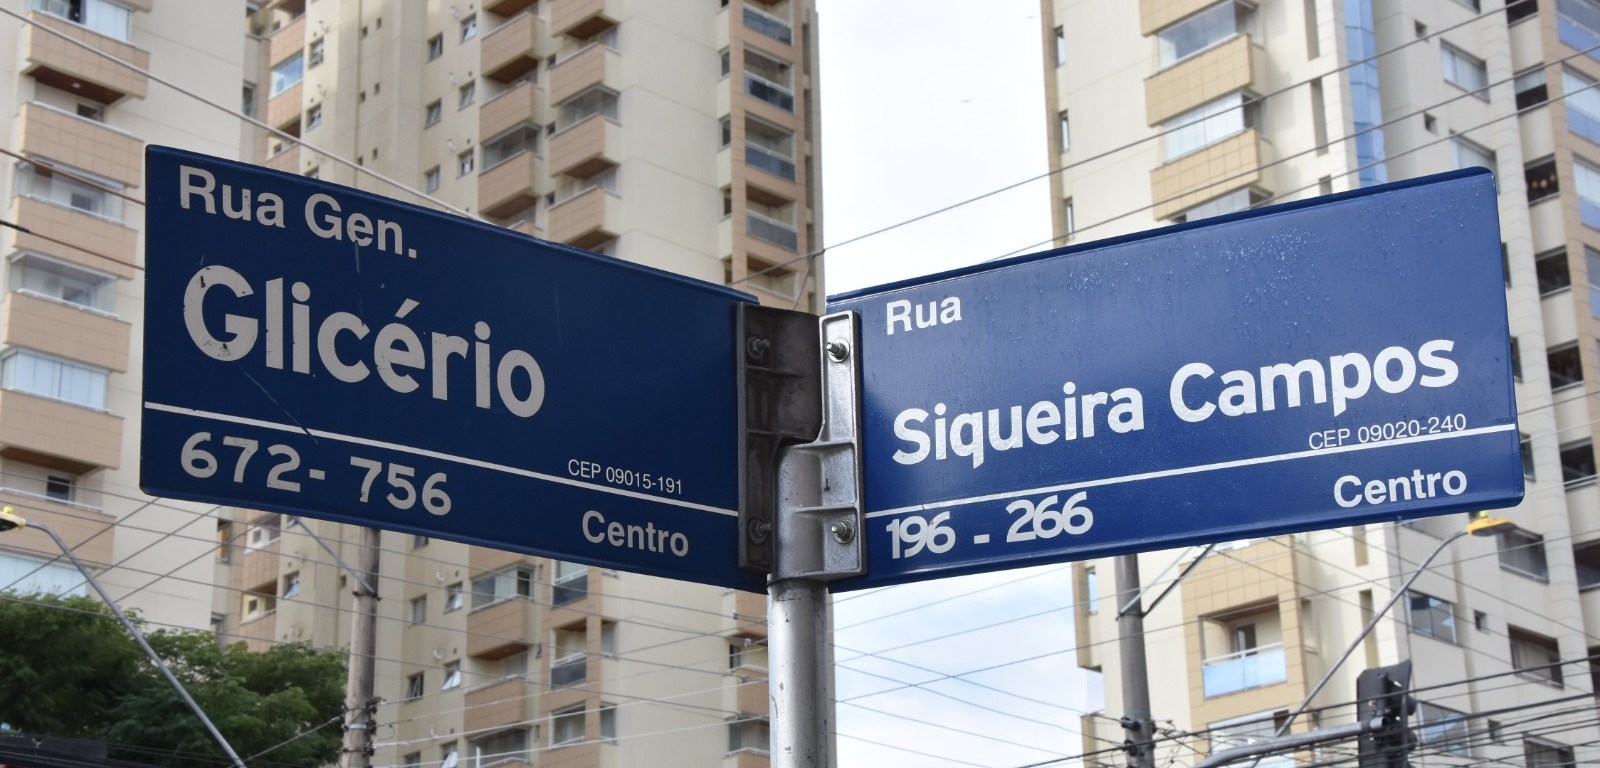 Rua Gen.
Glicério
CEP 09015-191
672- 756
Centro
Rua
Siqueira Campos
CEP 09020-240
196 - 266
Centro